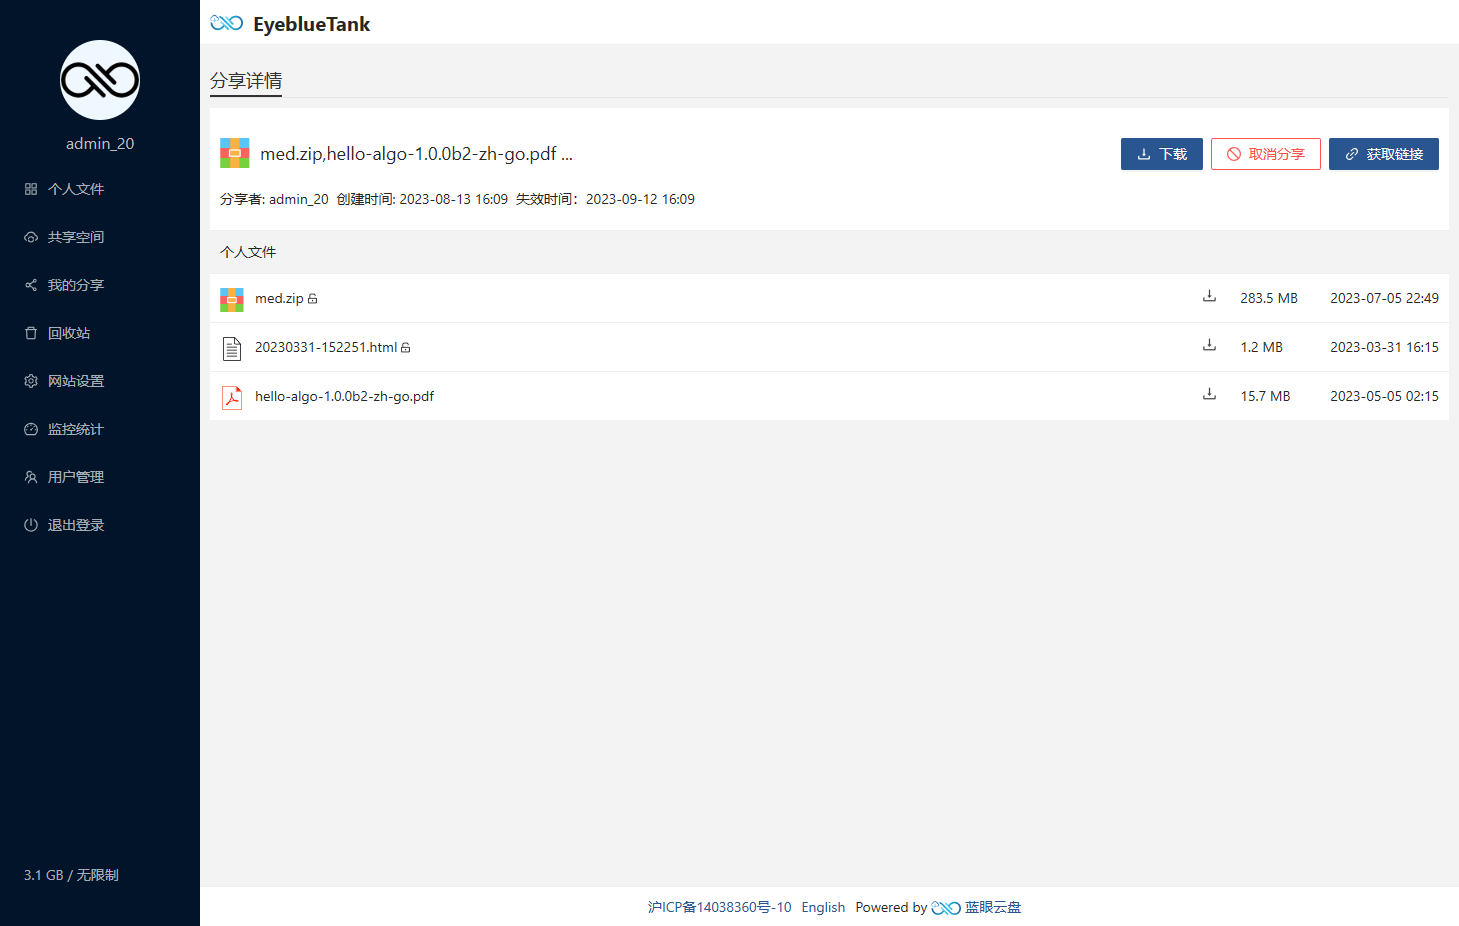 admin_20
个人文件
共享空间
我的分享
回收站
网站设置
监控统计
用户管理
退出登录
3.1 GB / 无限制
EyeblueTank
分享详情
med.zip,hello-algo-1.0.0b2-zh-go.pdf ...
下载
取消分享
获取链接
分享者: admin_20 创建时间: 2023-08-13 16:09 失效时间：2023-09-12 16:09
个人文件
med.zip 283.5 MB 2023-07-05 22:49
20230331-152251.html 1.2 MB 2023-03-31 16:15
hello-algo-1.0.0b2-zh-go.pdf 15.7 MB 2023-05-05 02:15
沪ICP备14038360号-10 English Powered by 蓝眼云盘